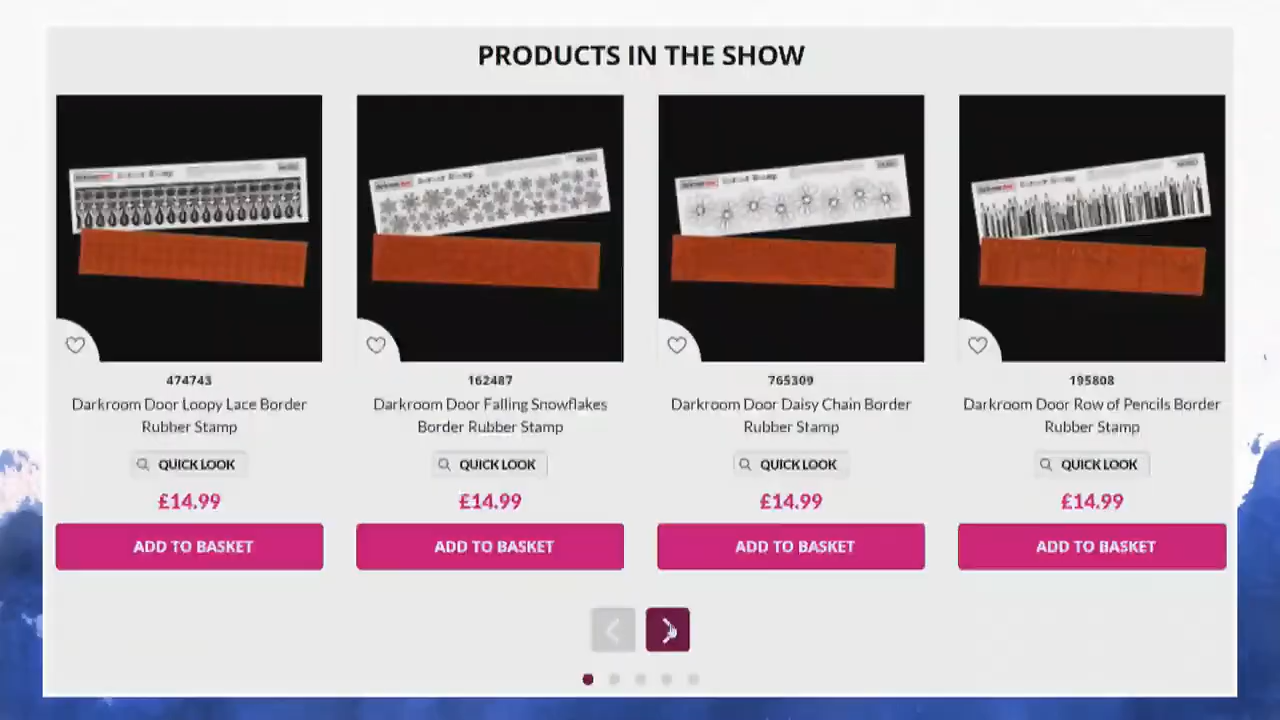 PRODUCTS IN THE SHOW
474743
Darkroom Door Loopy Lace Border
Rubber Stamp
QUICK LOOK
£14.99
ADD TO BASKET
162487
Darkroom Door Falling Snowflakes
Border Rubber Stamp
QUICK LOOK
£14.99
ADD TO BASKET
765309
Darkroom Door Daisy Chain Border
Rubber Stamp
QUICK LOOK
£14.99
ADD TO BASKET
195808
Darkroom Door Row of Pencils Border
Rubber Stamp
QUICK LOOK
£14.99
ADD TO BASKET